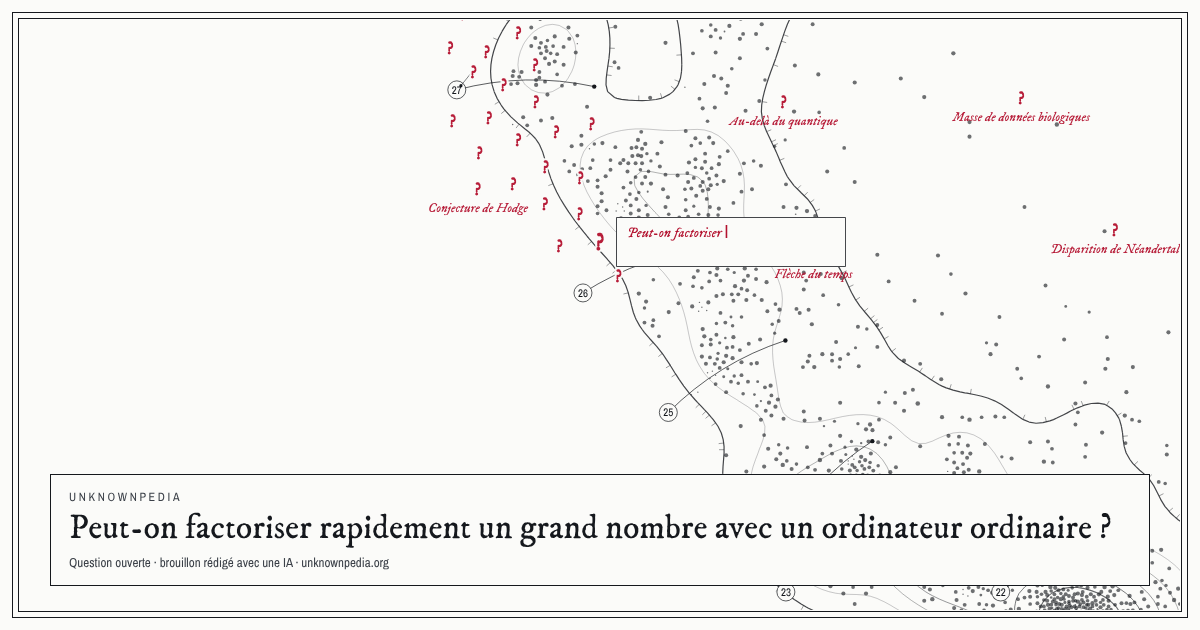 27
Au-delà du quantique
Masse de données biologiques
Conjecture de Hodge
Peut-on factoriser
Disparition de Néandertal
Flèche du temps
26
25
UNKNOWNPEDIA
Peut-on factoriser rapidement un grand nombre avec un ordinateur ordinaire ?
Question ouverte · brouillon rédigé avec une IA · unknownpedia.org
23
22